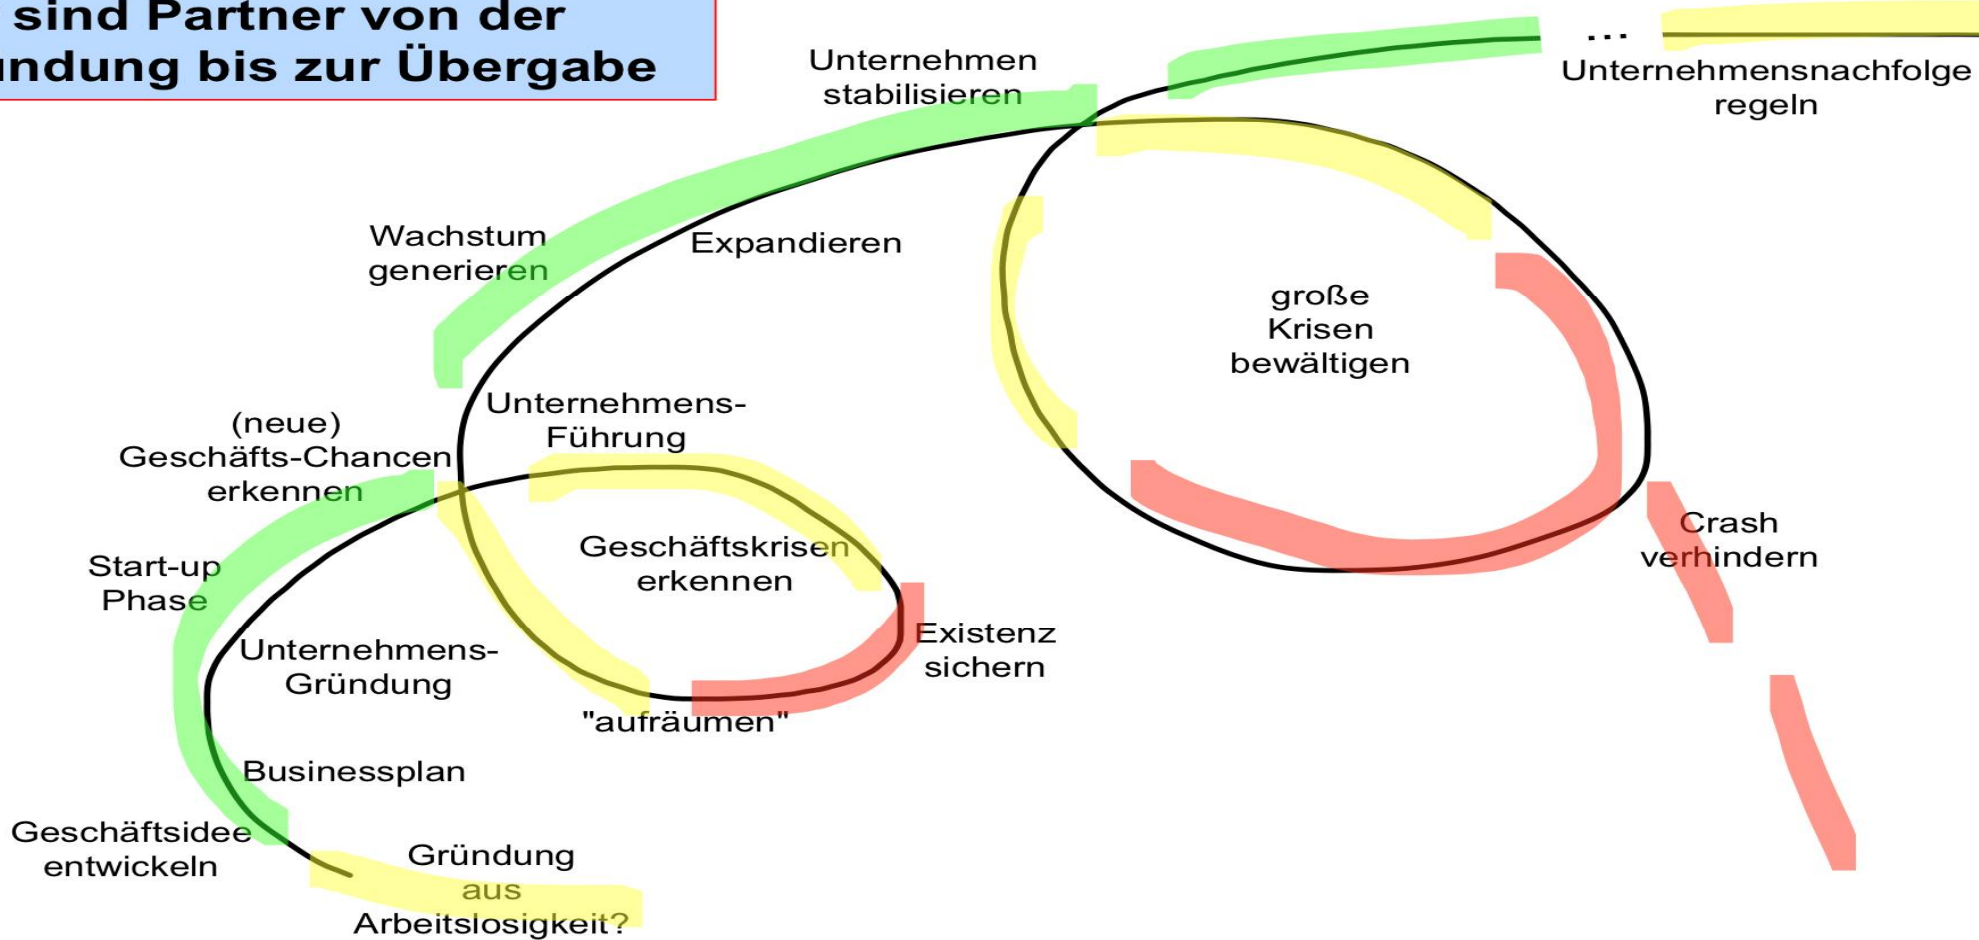 sind Partner von der
ündung bis zur Übergabe
Unternehmen
stabilisieren
...
Unternehmensnachfolge
regeln
Wachstum
generieren
Expandieren
große
Krisen
bewältigen
(neue)
Geschäfts-Chancen
erkennen
Unternehmens-
Führung
Geschäftskrisen
erkennen
Crash
verhindern
Start-up
Phase
Existenz
sichern
Unternehmens-
Gründung
"aufräumen"
Businessplan
Geschäftsidee
entwickeln
Gründung
aus
Arbeitslosigkeit?